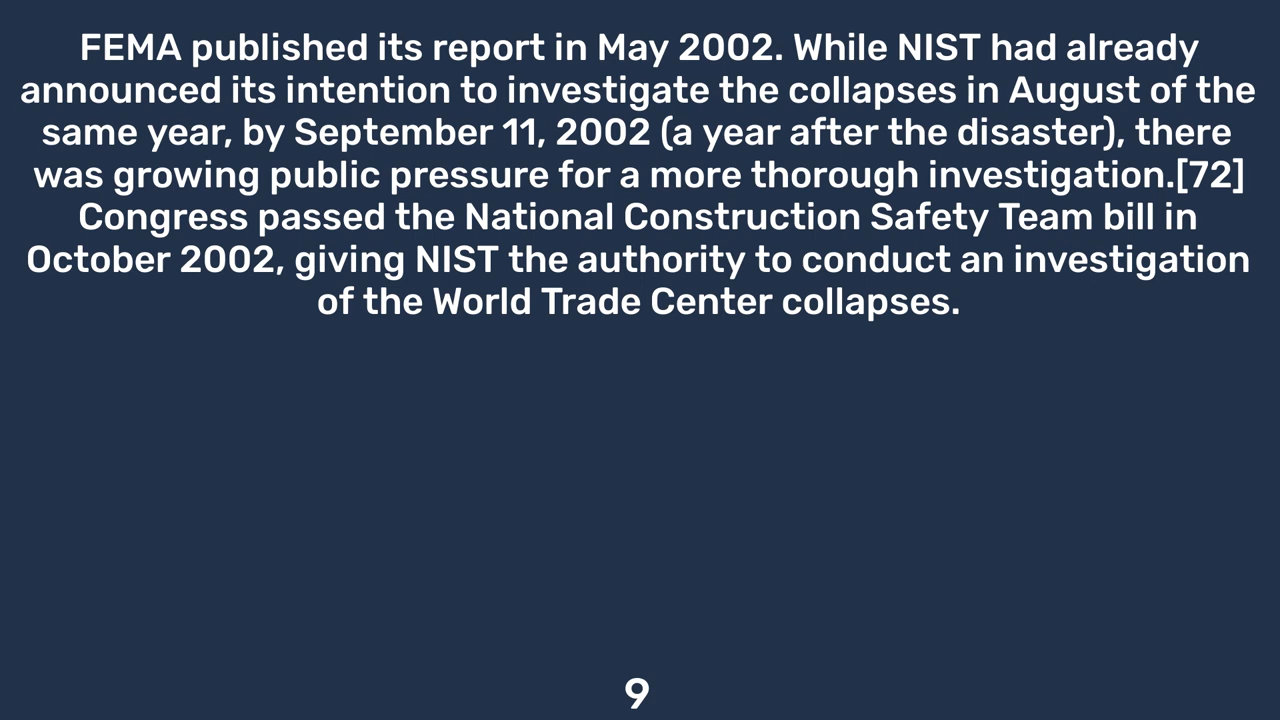 FEMA published its report in May 2002. While NIST had already
announced its intention to investigate the collapses in August of the
same year, by September 11, 2002 (a year after the disaster), there
was growing public pressure for a more thorough investigation.[72]
Congress passed the National Construction Safety Team bill in
October 2002, giving NIST the authority to conduct an investigation
of the World Trade Center collapses.
9